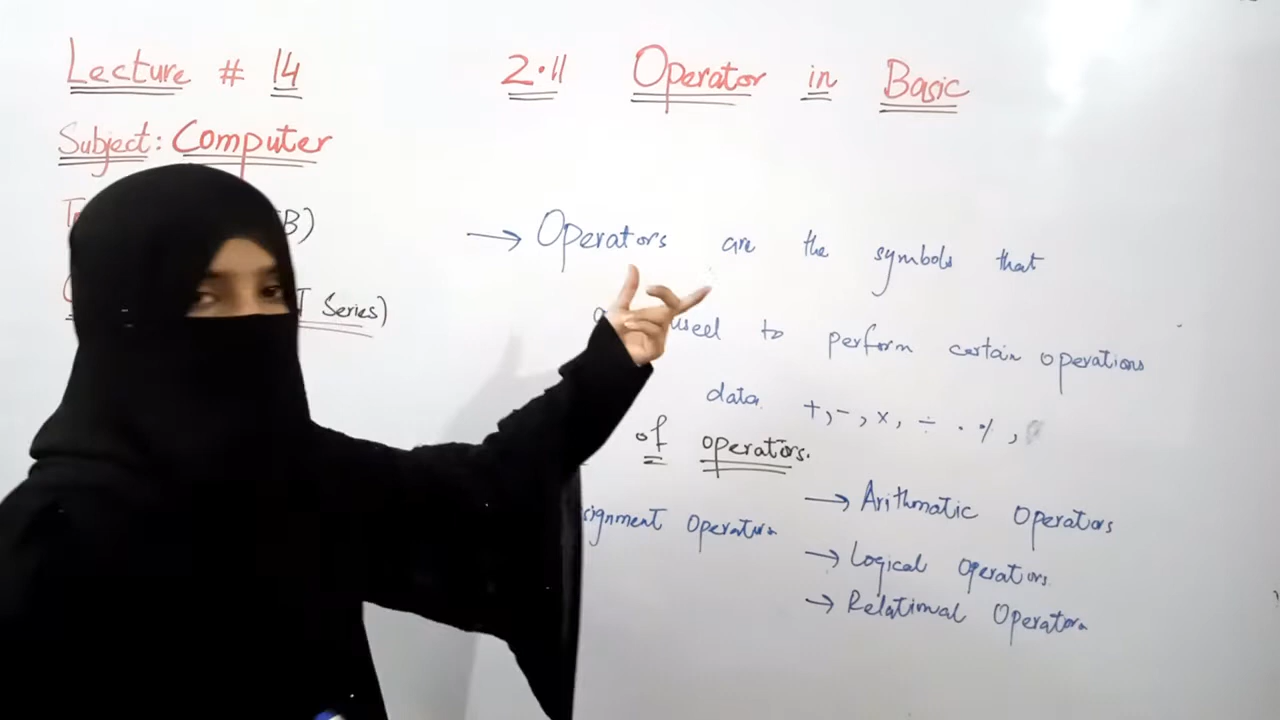 Lecture # 14
2.11 Operator in Basic
Subject: Computer
B)
Series)
→ Operators are the symbols that
used to perform certain operations
data +, -, ×, ÷ . % ,
of operators.
signment Operators
→ Arithmatic Operators
→ Logical Operators
→ Relational Operators